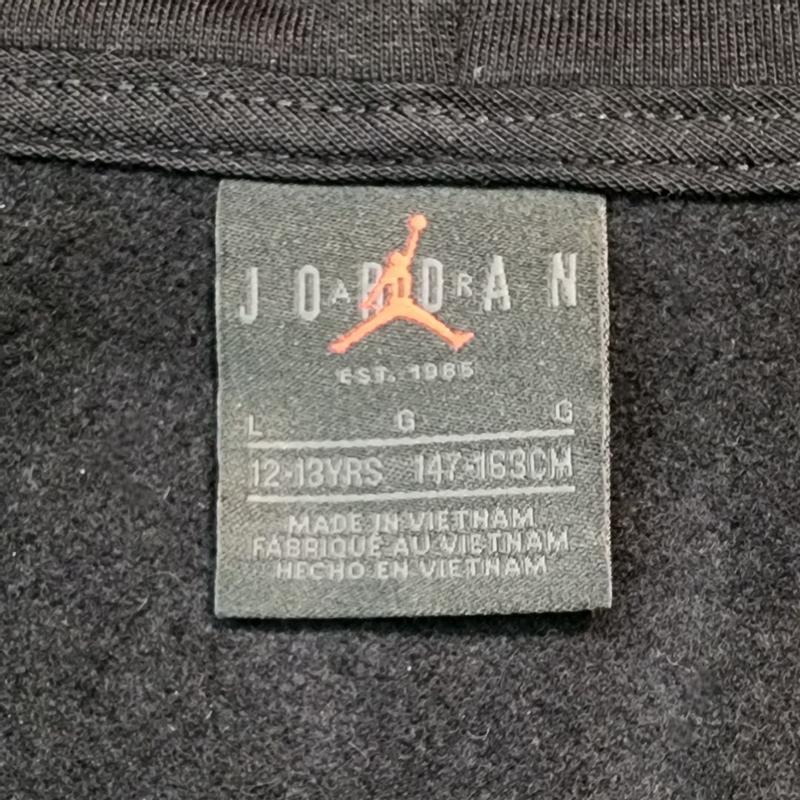 JORDAN
AIR
EST. 1985
L G G
12-13YRS 147-163CM
MADE IN VIETNAM
FABRIQUÉ AU VIETNAM
HECHO EN VIETNAM